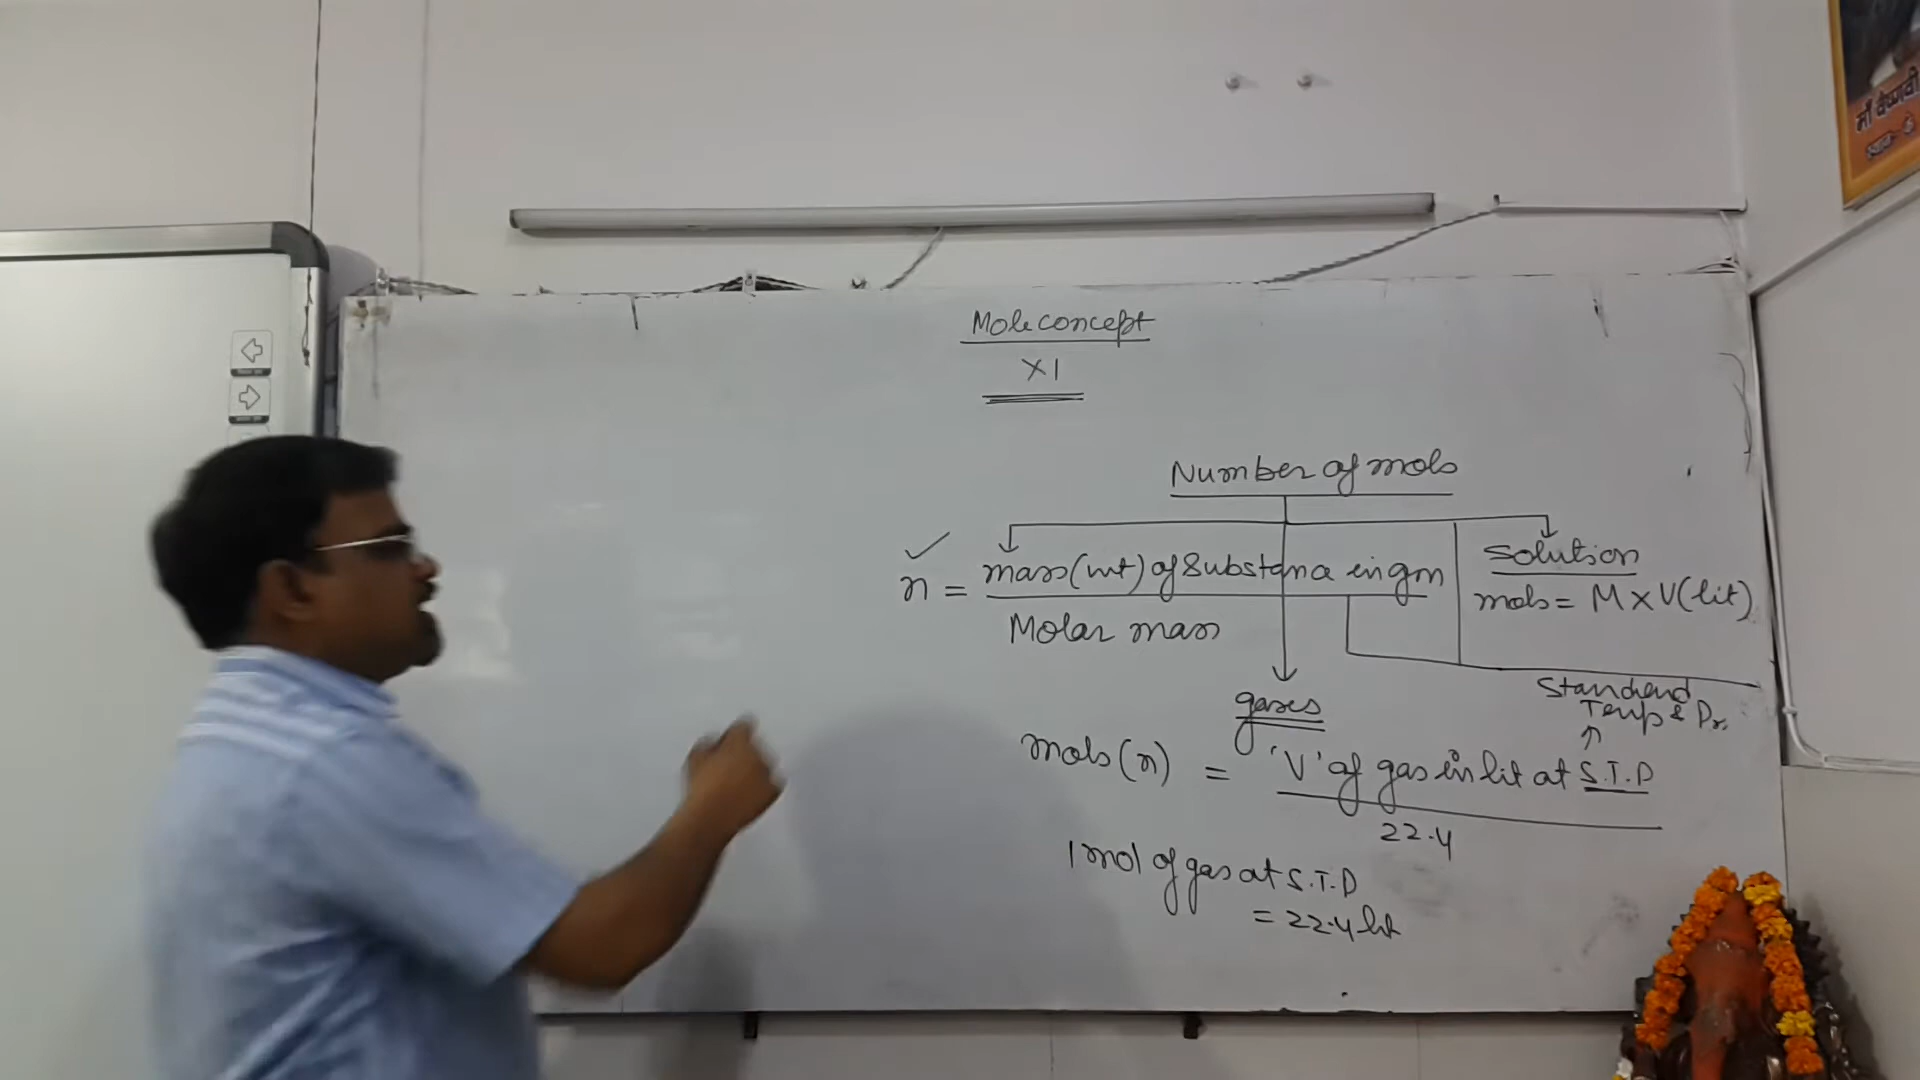 Mole concept
XI
Number of mols
n = mass(wt) of Substance in gm
Molar mass
Solution
mols = M x V(lit)
gases
Standard
Temp & Pr.
mols (n) = 'V' of gas in lit at S.T.P
22.4
1 mol of gas at S.T.P
= 22.4 lit
माँ वैष्णवी